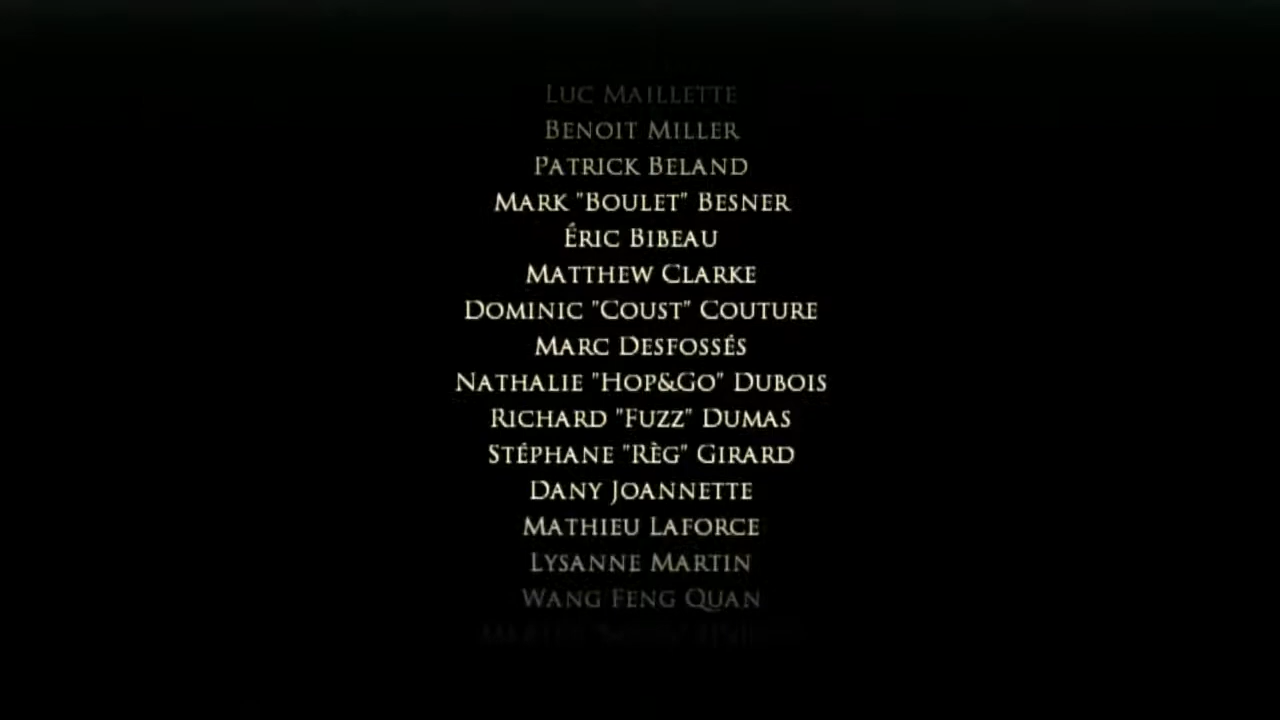 Luc Maillette
Benoit Miller
Patrick Beland
Mark "Boulet" Besner
Éric Bibeau
Matthew Clarke
Dominic "Coust" Couture
Marc Desfossés
Nathalie "Hop&Go" Dubois
Richard "Fuzz" Dumas
Stéphane "Règ" Girard
Dany Joannette
Mathieu Laforce
Lysanne Martin
Wang Feng Quan